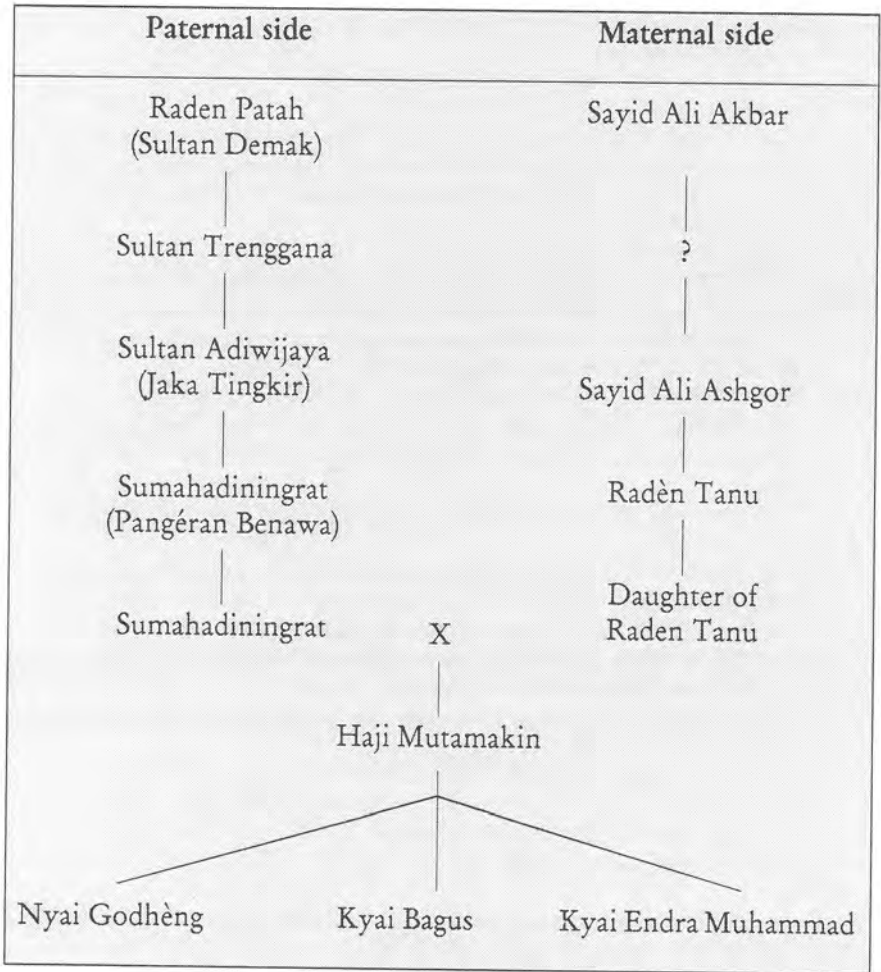 Paternal side
Maternal side
Raden Patah
(Sultan Demak)
Sayid Ali Akbar
Sultan Trenggana
?
Sultan Adiwijaya
(Jaka Tingkir)
Sayid Ali Ashgor
Sumahadiningrat
(Pangéran Benawa)
Radèn Tanu
Sumahadiningrat
X
Daughter of
Raden Tanu
Haji Mutamakin
Nyai Godhèng
Kyai Bagus
Kyai Endra Muhammad